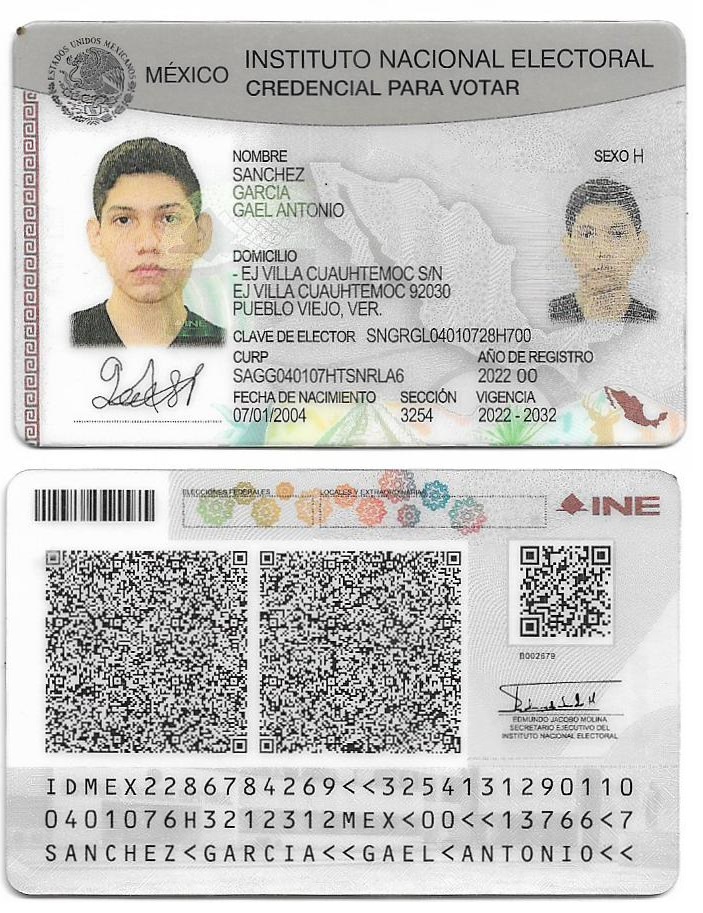 ESTADOS UNIDOS MEXICANOS
MÉXICO INSTITUTO NACIONAL ELECTORAL
CREDENCIAL PARA VOTAR
NOMBRE SEXO H
SANCHEZ
GARCIA
GAEL ANTONIO
DOMICILIO
- EJ VILLA CUAUHTEMOC S/N
EJ VILLA CUAUHTEMOC 92030
PUEBLO VIEJO, VER.
INE
CLAVE DE ELECTOR SNGRGL04010728H700
CURP AÑO DE REGISTRO
SAGG040107HTSNRLA6 2022 00
FECHA DE NACIMIENTO SECCIÓN VIGENCIA
07/01/2004 3254 2022 - 2032
ELECCIONES FEDERALES LOCALES Y EXTRAORDINARIAS
INE
B002679
EDMUNDO JACOBO MOLINA
SECRETARIO EJECUTIVO DEL
INSTITUTO NACIONAL ELECTORAL
IDMEX2286784269<<3254131290110
0401076H3212312MEX<00<<13766<7
SANCHEZ<GARCIA<<GAEL<ANTONIO<<